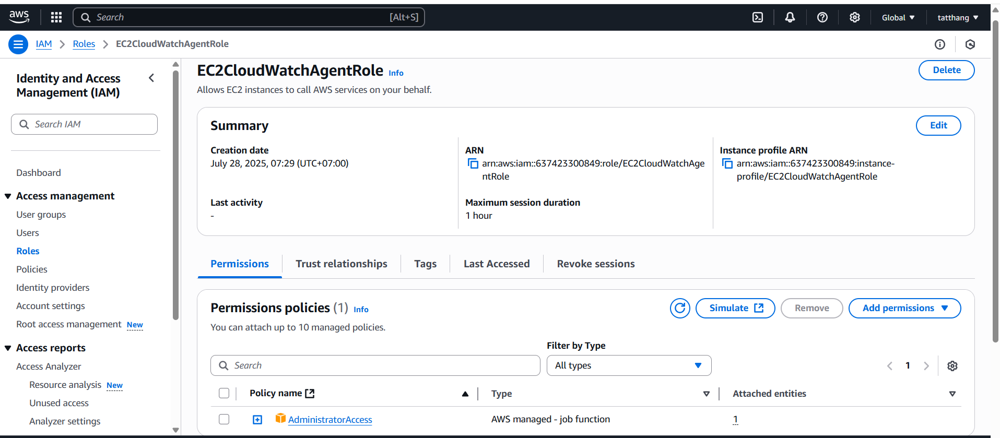 aws
Search
[Alt+S]
Global
tatthang
IAM
Roles
EC2CloudWatchAgentRole
Identity and Access
Management (IAM)
Search IAM
Dashboard
Access management
User groups
Users
Roles
Policies
Identity providers
Account settings
Root access management New
Access reports
Access Analyzer
Resource analysis New
Unused access
Analyzer settings
EC2CloudWatchAgentRole Info
Delete
Allows EC2 instances to call AWS services on your behalf.
Summary
Edit
Creation date
July 28, 2025, 07:29 (UTC+07:00)
ARN
arn:aws:iam::637423300849:role/EC2CloudWatchAge
ntRole
Instance profile ARN
arn:aws:iam::637423300849:instance-
profile/EC2CloudWatchAgentRole
Last activity
-
Maximum session duration
1 hour
Permissions
Trust relationships
Tags
Last Accessed
Revoke sessions
Permissions policies (1) Info
Simulate
Remove
Add permissions
You can attach up to 10 managed policies.
Filter by Type
Search
All types
1
Policy name
Type
Attached entities
AdministratorAccess
AWS managed - job function
1